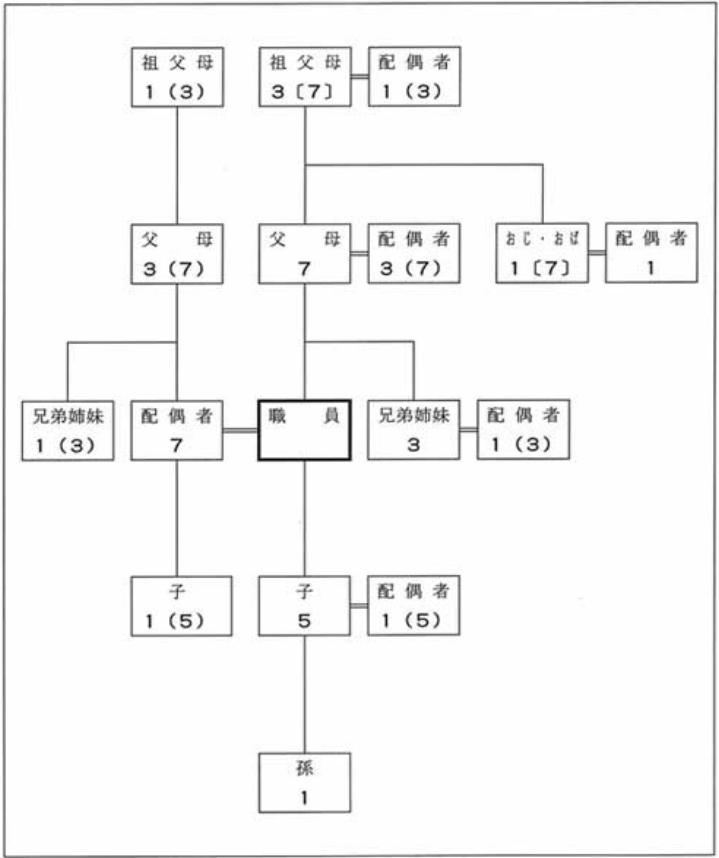 祖父母
1(3)
祖父母
3〔7〕
配偶者
1(3)
父母
3(7)
父母
7
配偶者
3(7)
おじ・おば
1〔7〕
配偶者
1
兄弟姉妹
1(3)
配偶者
7
職員
兄弟姉妹
3
配偶者
1(3)
子
1(5)
子
5
配偶者
1(5)
孫
1